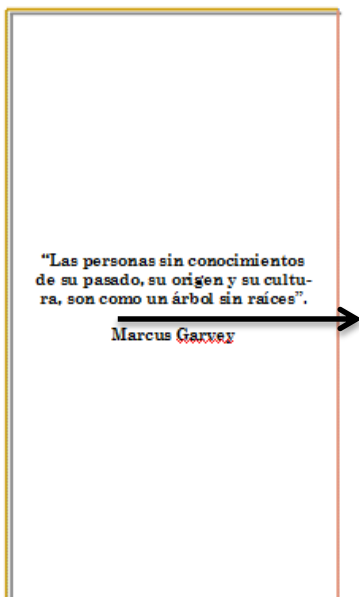 “Las personas sin conocimientos
de su pasado, su origen y su cultu-
ra, son como un árbol sin raíces”.
Marcus Garvey